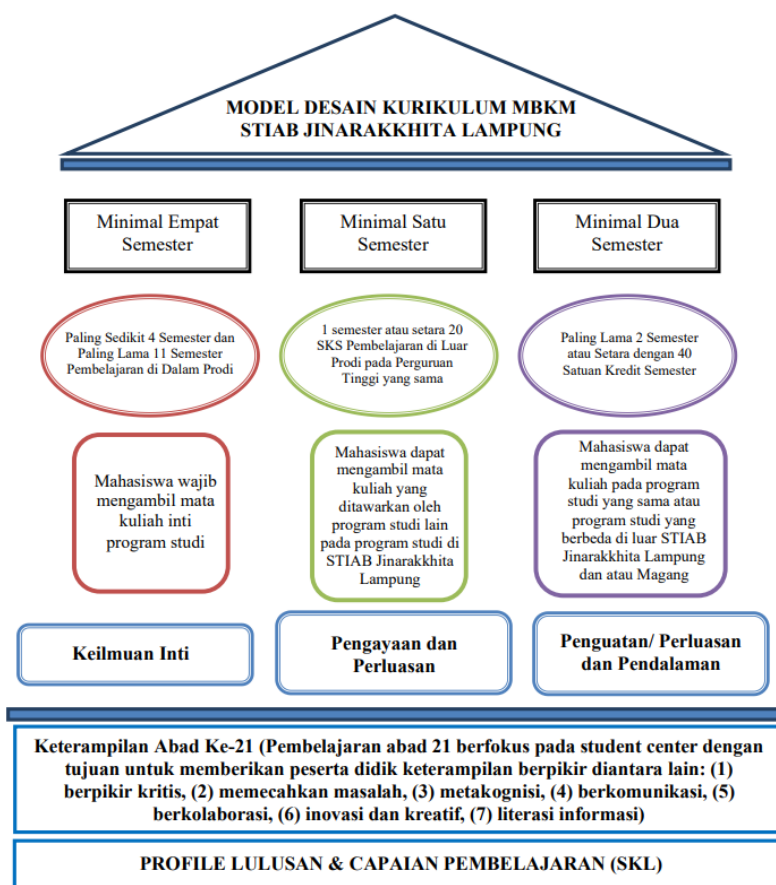 MODEL DESAIN KURIKULUM MBKM
STIAB JINARAKKHITA LAMPUNG
Minimal Empat
Semester
Minimal Satu
Semester
Minimal Dua
Semester
Paling Sedikit 4 Semester dan
Paling Lama 11 Semester
Pembelajaran di Dalam Prodi
1 semester atau setara 20
SKS Pembelajaran di Luar
Prodi pada Perguruan
Tinggi yang sama
Paling Lama 2 Semester
atau Setara dengan 40
Satuan Kredit Semester
Mahasiswa wajib
mengambil mata
kuliah inti
program studi
Mahasiswa dapat
mengambil mata
kuliah yang
ditawarkan oleh
program studi lain
pada program studi di
STIAB Jinarakkhita
Lampung
Mahasiswa dapat
mengambil mata
kuliah pada program
studi yang sama atau
program studi yang
berbeda di luar STIAB
Jinarakkhita Lampung
dan atau Magang
Keilmuan Inti
Pengayaan dan
Perluasan
Penguatan/ Perluasan
dan Pendalaman
Keterampilan Abad Ke-21 (Pembelajaran abad 21 berfokus pada student center dengan
tujuan untuk memberikan peserta didik keterampilan berpikir diantara lain: (1)
berpikir kritis, (2) memecahkan masalah, (3) metakognisi, (4) berkomunikasi, (5)
berkolaborasi, (6) inovasi dan kreatif, (7) literasi informasi)
PROFILE LULUSAN & CAPAIAN PEMBELAJARAN (SKL)